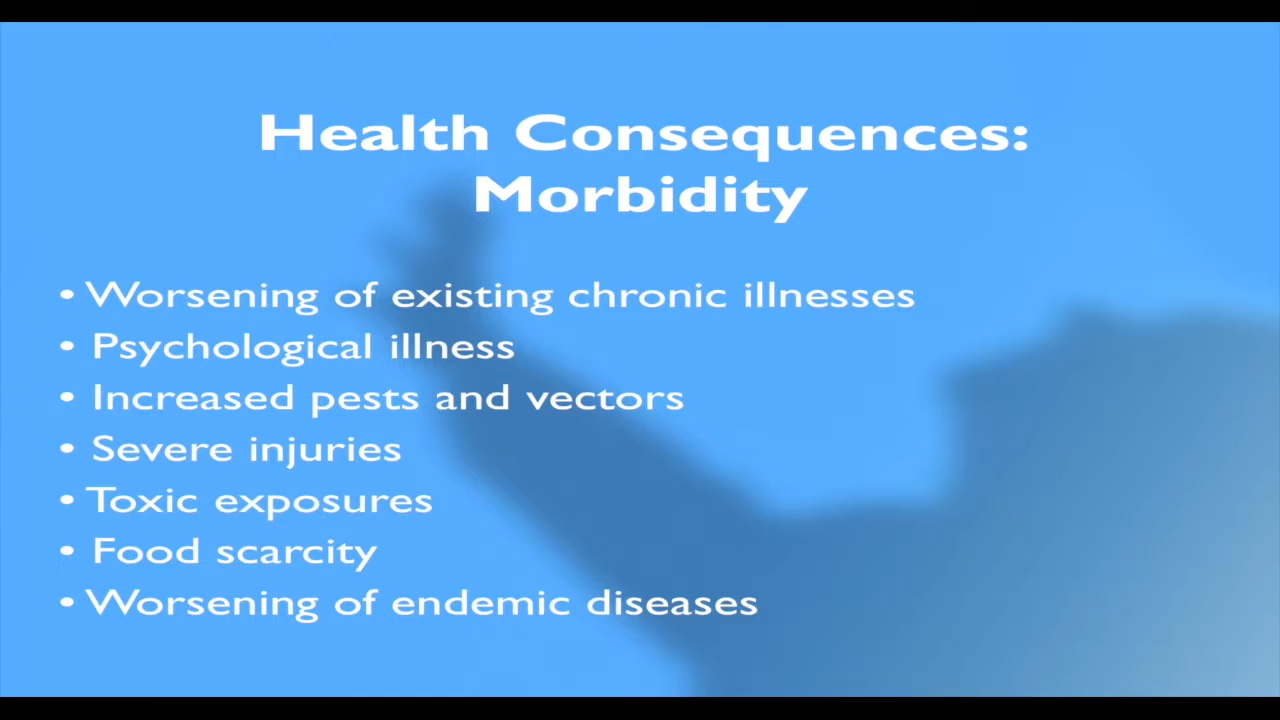 Health Consequences:
Morbidity
• Worsening of existing chronic illnesses
• Psychological illness
• Increased pests and vectors
• Severe injuries
• Toxic exposures
• Food scarcity
• Worsening of endemic diseases